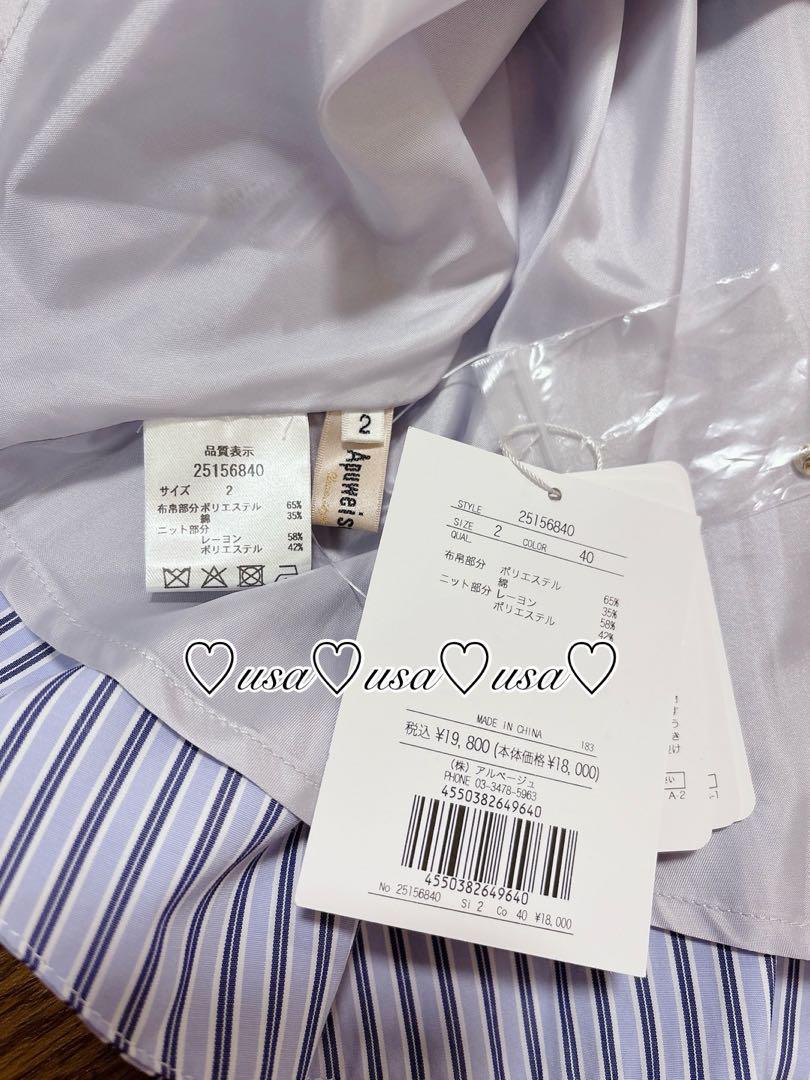 品質表示
25156840
サイズ 2
布帛部分 ポリエステル 65%
綿 35%
ニット部分
レーヨン 58%
ポリエステル 42%
2
Apuweis
STYLE 25156840
SIZE 2 COLOR 40
QUAL
布帛部分 ポリエステル 65%
綿 35%
ニット部分 レーヨン 58%
ポリエステル 42%
♡usa♡usa♡usa♡
MADE IN CHINA 183
税込 ¥19,800(本体価格¥18,000)
(株) アルページュ
PHONE 03-3478-5963
4550382649640
4550382649640
No 25156840 Si 2 Co 40 ¥18,000
A-2
-1